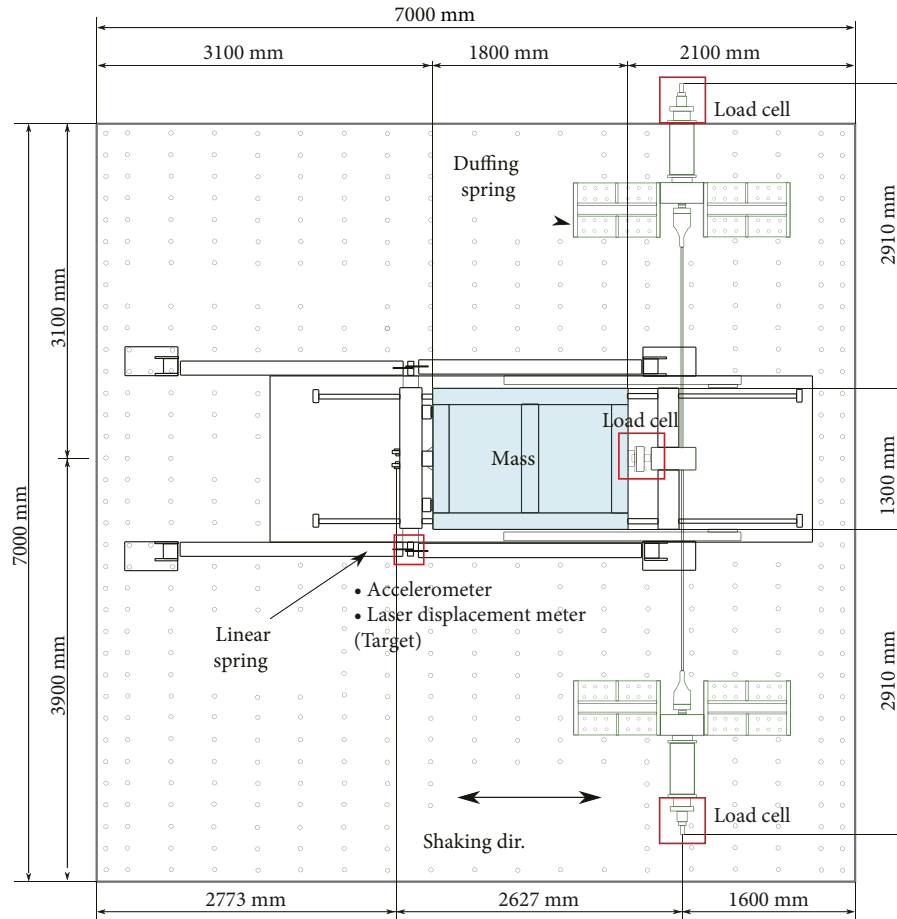 7000 mm
3100 mm
1800 mm
2100 mm
Load cell
Duffing
spring
2910 mm
3100 mm
Load cell
Mass
1300 mm
7000 mm
• Accelerometer
• Laser displacement meter
(Target)
Linear
spring
3900 mm
2910 mm
Load cell
Shaking dir.
2773 mm
2627 mm
1600 mm